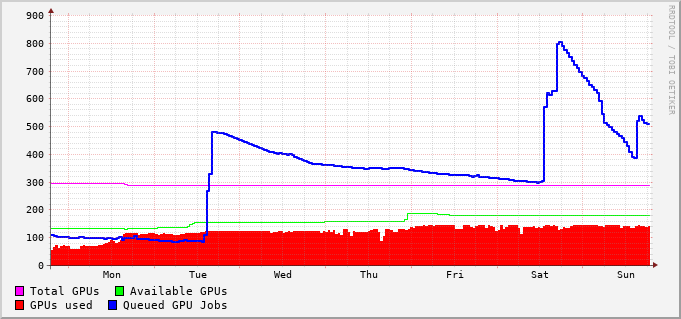 900
800
700
600
500
400
300
200
100
0
Mon Tue Wed Thu Fri Sat Sun
Total GPUs Available GPUs
GPUs used Queued GPU Jobs
RRDTOOL / TOBI OETIKER